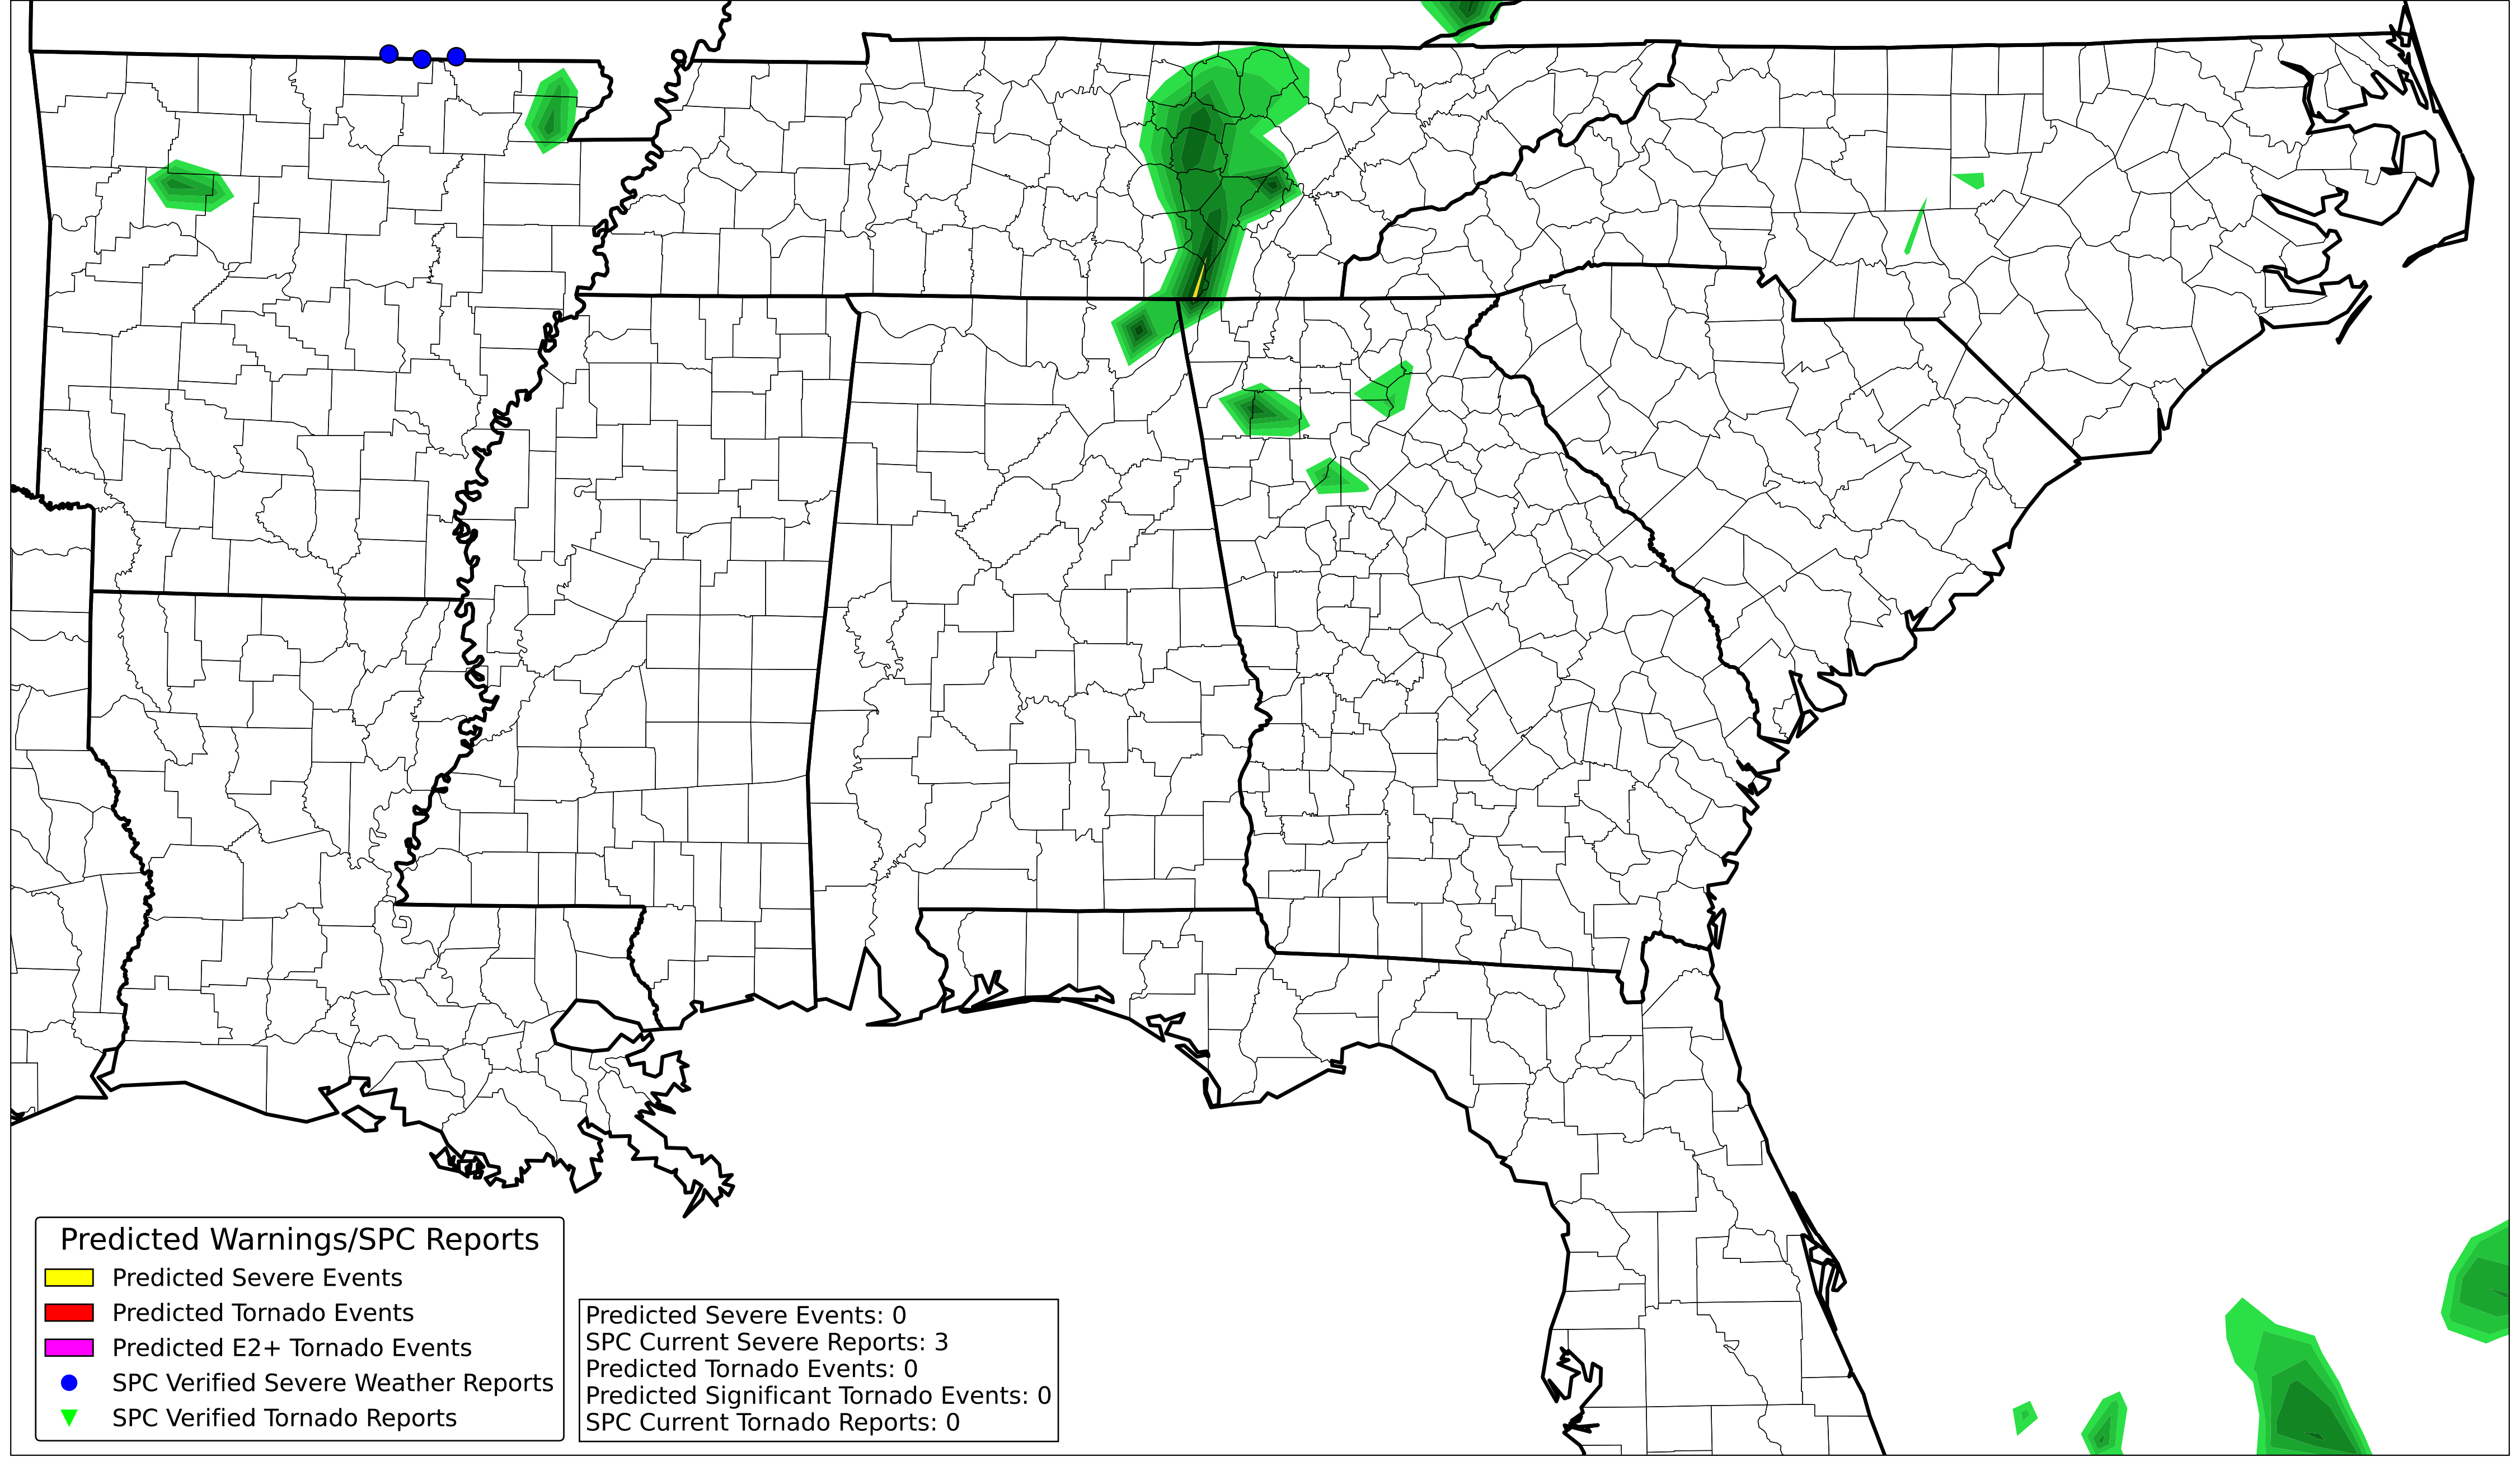 Predicted Warnings/SPC Reports
Predicted Severe Events
Predicted Tornado Events
Predicted E2+ Tornado Events
SPC Verified Severe Weather Reports
SPC Verified Tornado Reports
Predicted Severe Events: 0
SPC Current Severe Reports: 3
Predicted Tornado Events: 0
Predicted Significant Tornado Events: 0
SPC Current Tornado Reports: 0